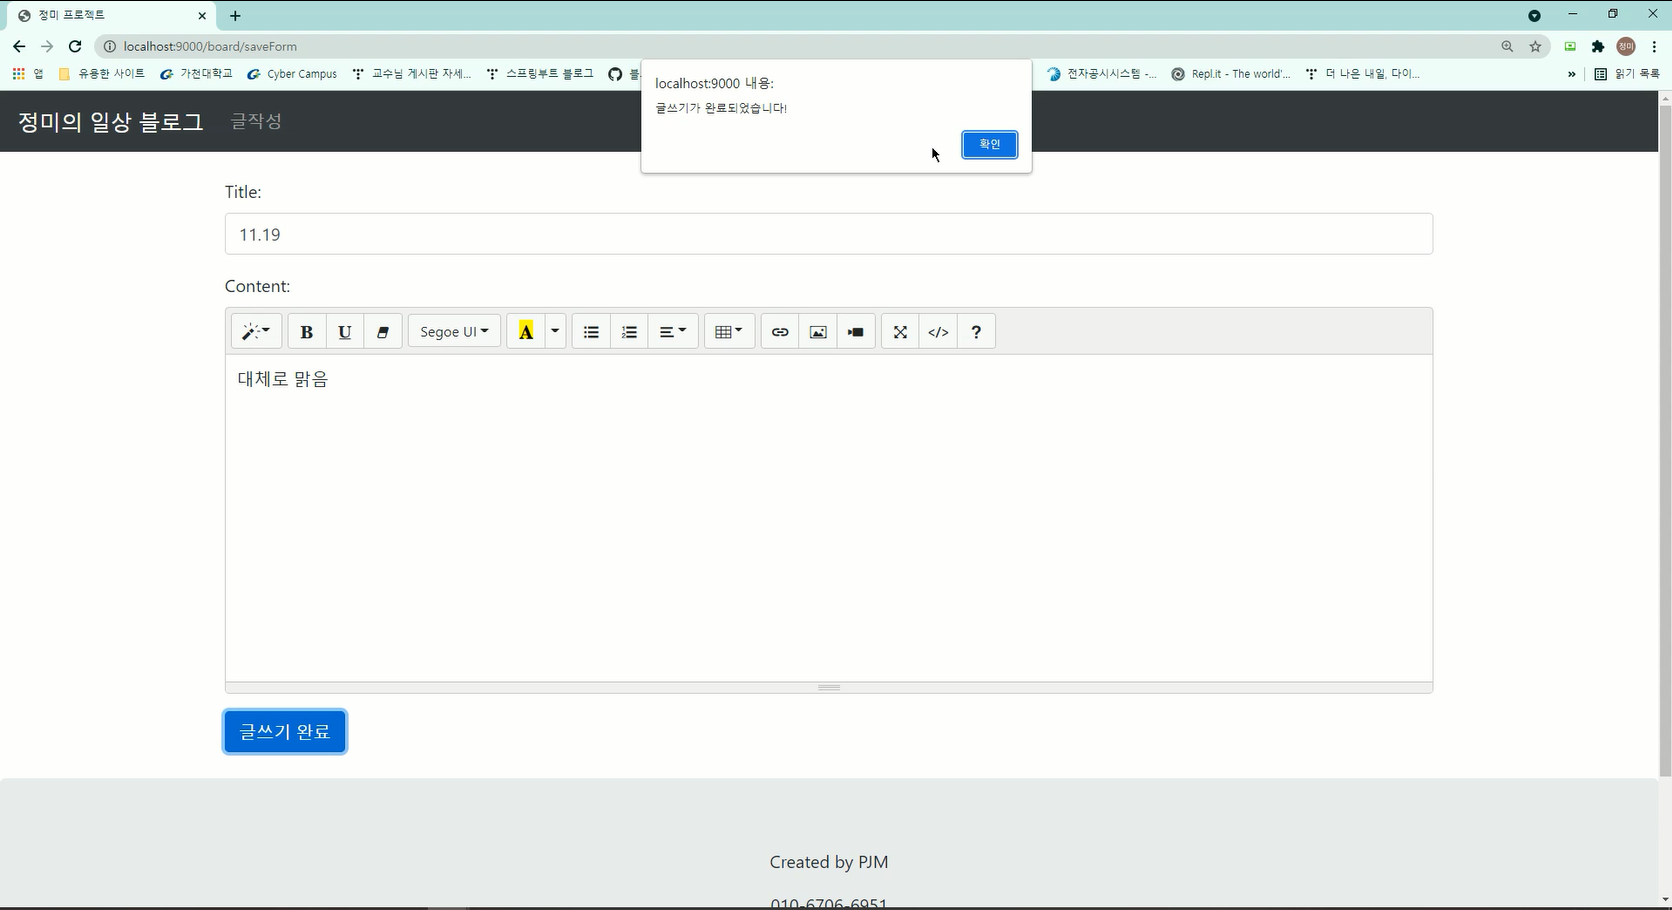 정미 프로젝트
localhost:9000/board/saveForm
정미
앱 유용한 사이트 가천대학교 Cyber Campus 교수님 게시판 자세... 스프링부트 블로그 전자공시시스템 -... Repl.it - The world'... 더 나은 내일, 다이... » 읽기 목록
localhost:9000 내용:
글쓰기가 완료되었습니다!
확인
정미의 일상 블로그 글작성
Title:
11.19
Content:
B U Segoe UI A </> ?
대체로 맑음
글쓰기 완료
Created by PJM
010-6706-6951